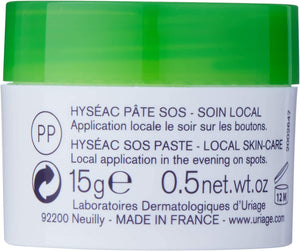 PP
HYSÉAC PÂTE SOS - SOIN LOCAL
Application locale le soir sur les boutons.
HYSÉAC SOS PASTE - LOCAL SKIN-CARE
Local application in the evening on spots.
15g℮ 0.5net.wt.oz
12 M
Laboratoires Dermatologiques d'Uriage
92200 Neuilly - MADE IN FRANCE - www.uriage.com